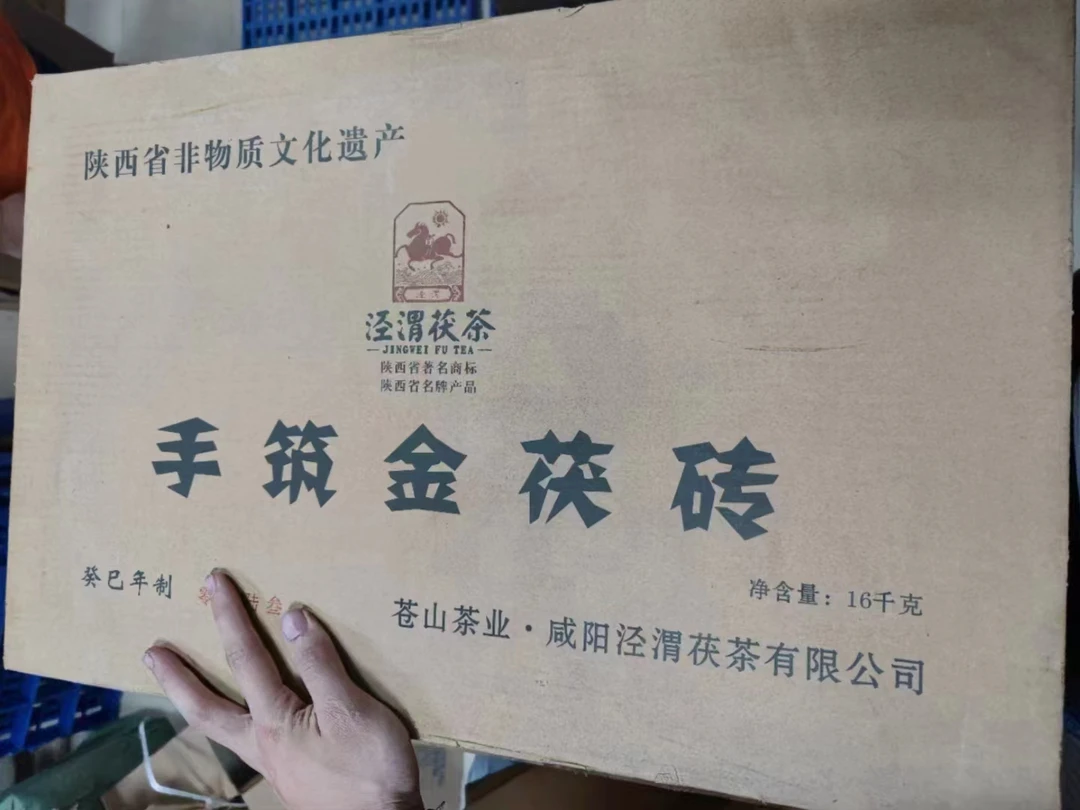 陕西省非物质文化遗产
泾渭茯茶
JINGWEI FU TEA
陕西省著名商标
陕西省名牌产品
手筑金茯砖
癸巳年制
叁
净含量：16千克
苍山茶业·咸阳泾渭茯茶有限公司